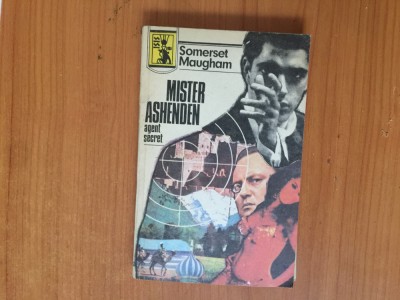 Somerset
Maugham
MISTER
ASHENDEN
agent
secret